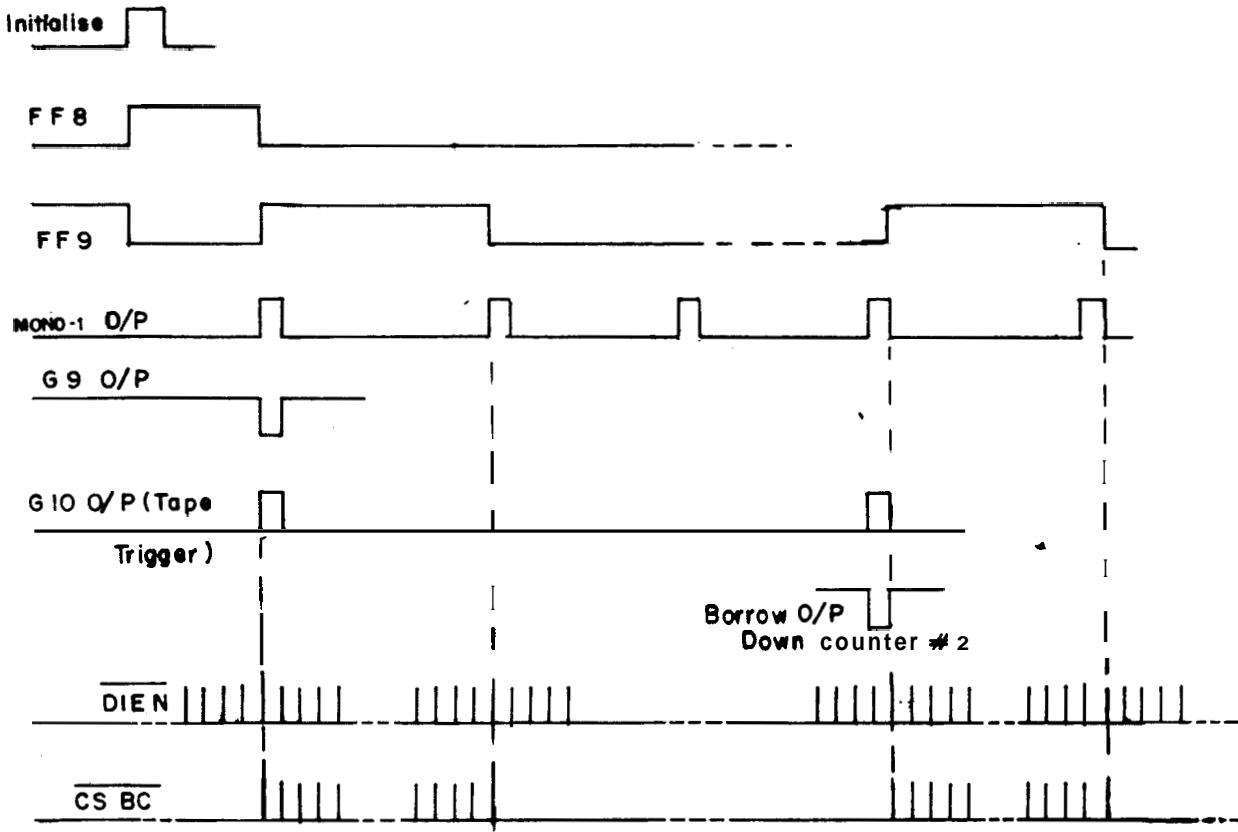 Initialise
FF8
FF9
MONO-1 O/P
G9 O/P
G10 O/P (Tape
Trigger)
Borrow O/P
Down counter # 2
DIEN
CS BC